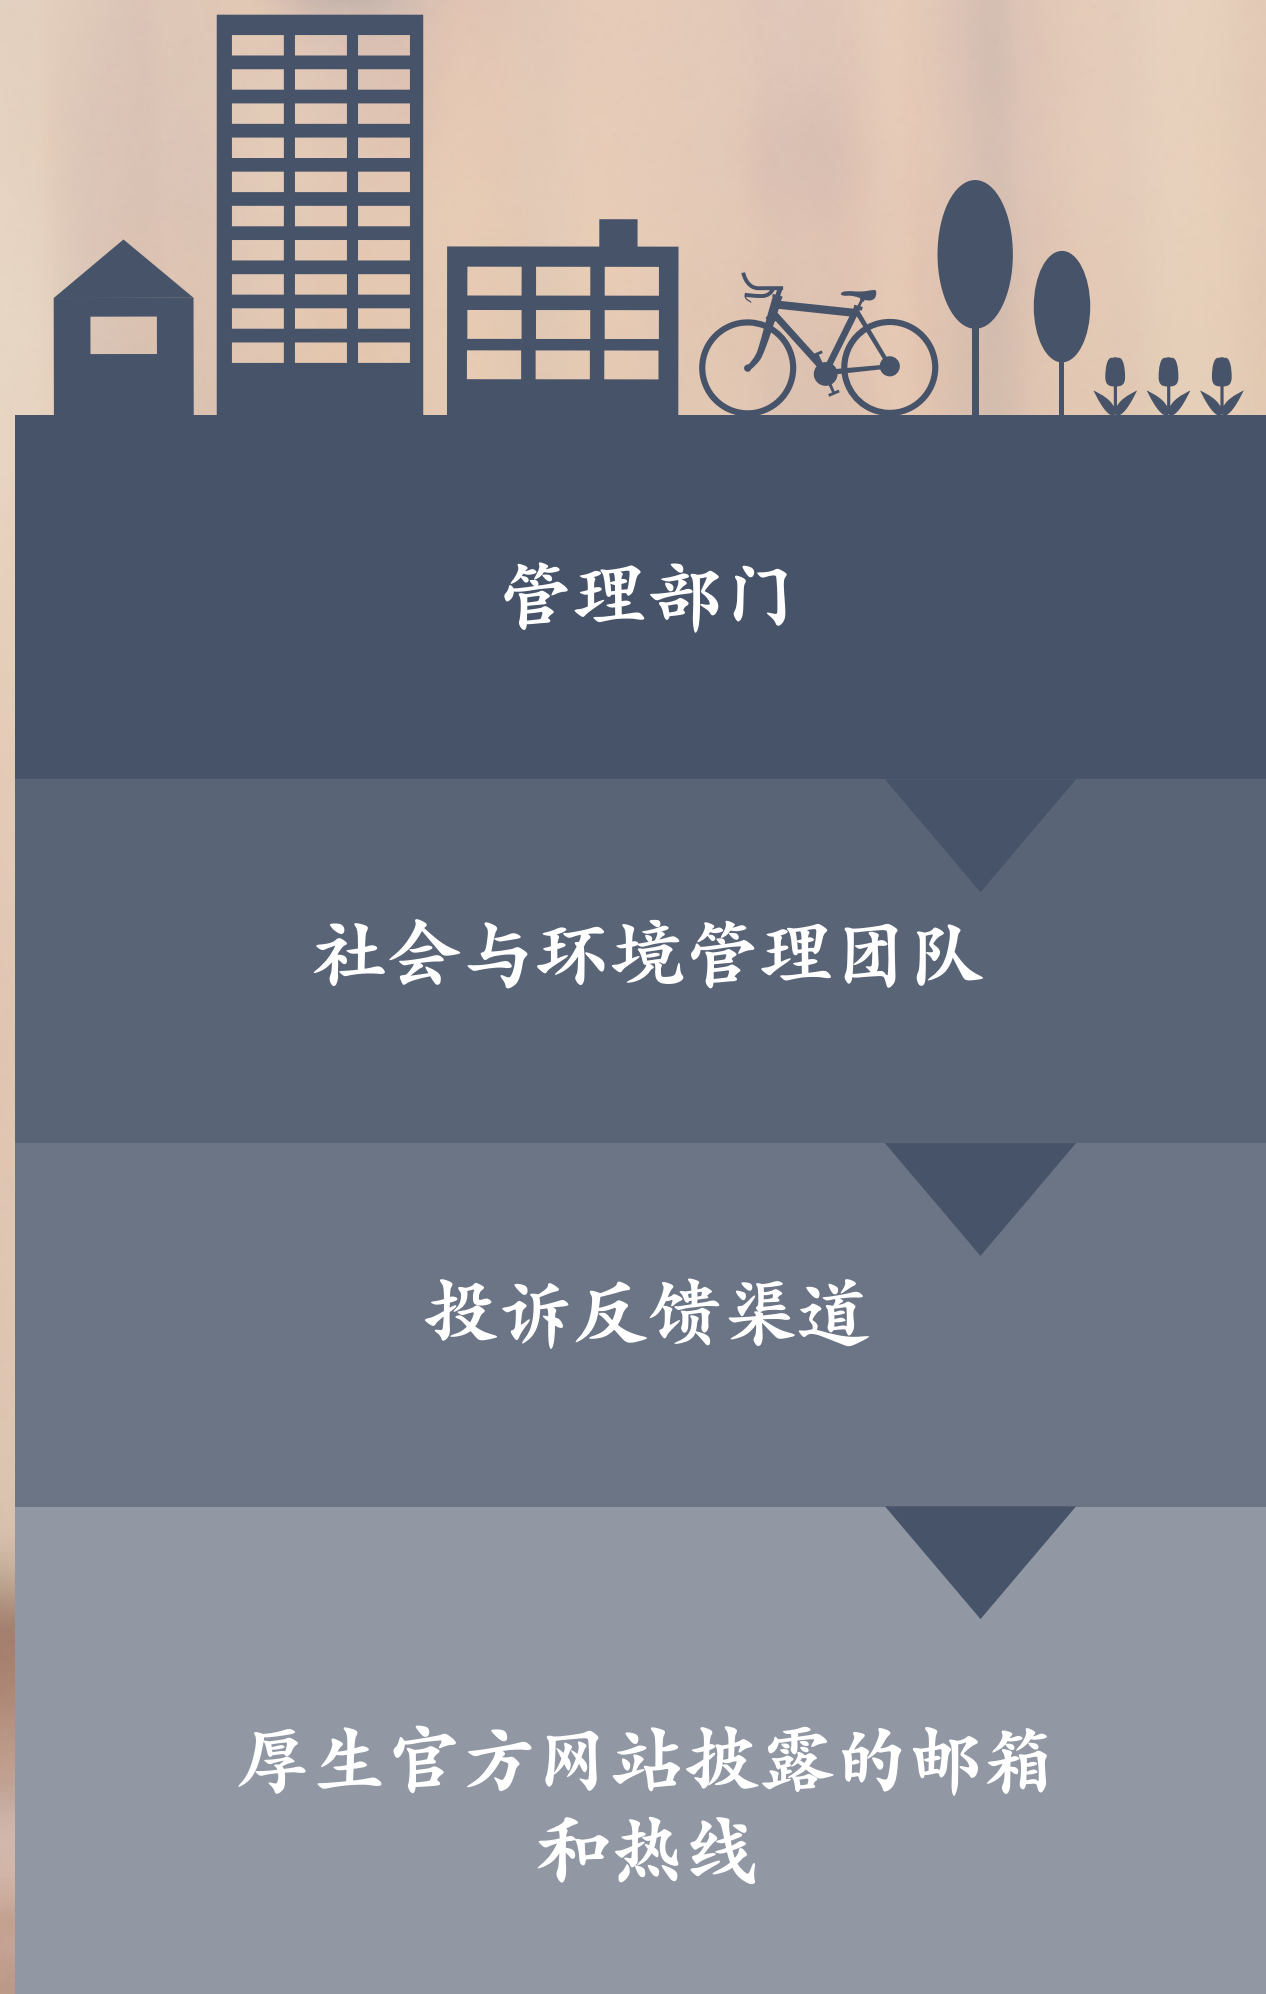 管理部门
社会与环境管理团队
投诉反馈渠道
厚生官方网站披露的邮箱
和热线